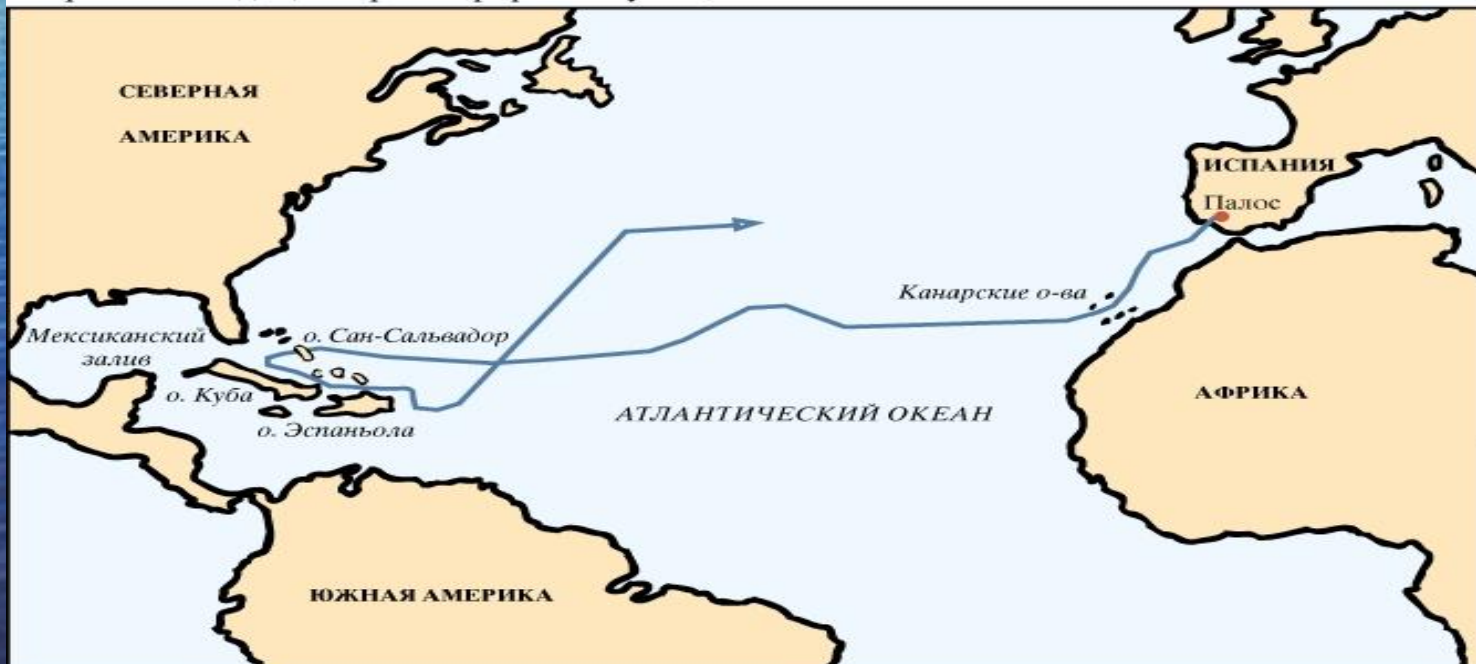 СЕВЕРНАЯ
АМЕРИКА
ИСПАНИЯ
Палос
Канарские о-ва
Мексиканский
залив
о. Сан-Сальвадор
о. Куба
о. Эспаньола
АТЛАНТИЧЕСКИЙ ОКЕАН
АФРИКА
ЮЖНАЯ АМЕРИКА